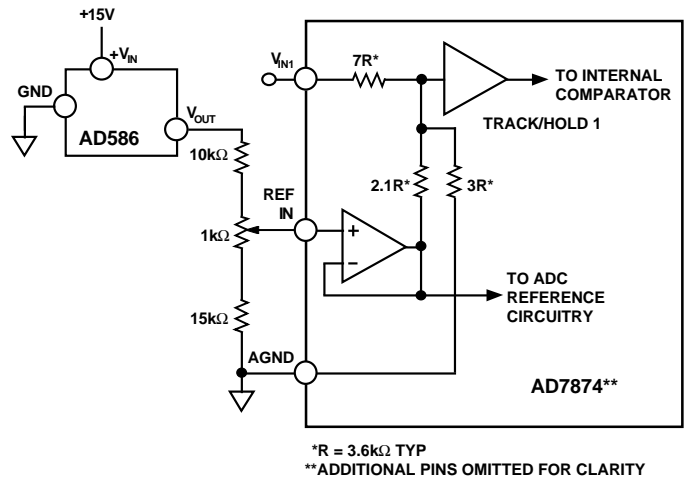 +15V
+VIN
GND
VOUT
AD586
10kΩ
1kΩ
15kΩ
REF
IN
AGND
VIN1
7R*
2.1R*
3R*
TO INTERNAL
COMPARATOR
TRACK/HOLD 1
+
–
TO ADC
REFERENCE
CIRCUITRY
AD7874**
*R = 3.6kΩ TYP
**ADDITIONAL PINS OMITTED FOR CLARITY